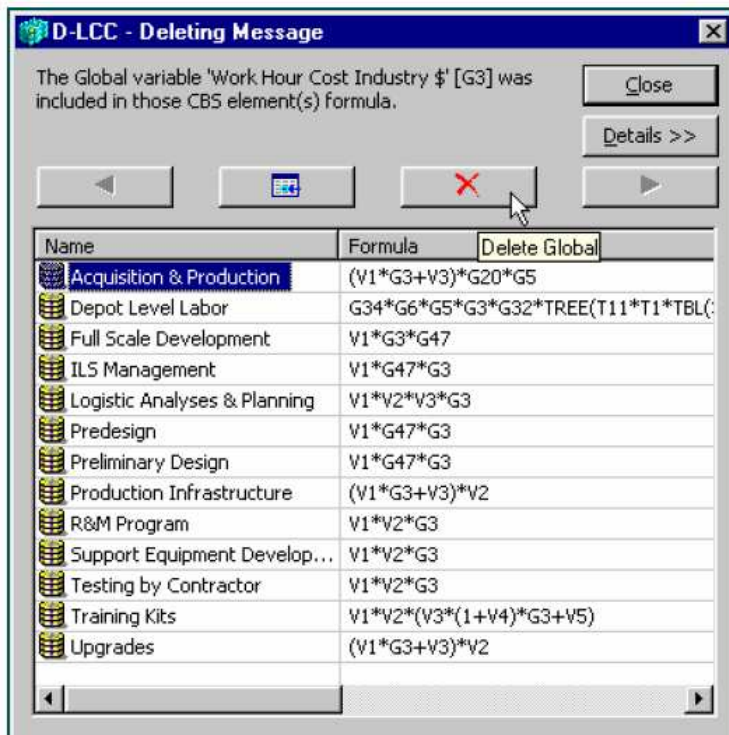 D-LCC - Deleting Message
The Global variable 'Work Hour Cost Industry $' [G3] was
included in those CBS element(s) formula.
Close
Details >>
Name Formula
Delete Global
Acquisition & Production (V1*G3+V3)*G20*G5
Depot Level Labor G34*G6*G5*G3*G32*TREE(T11*T1*TBL(
Full Scale Development V1*G3*G47
ILS Management V1*G47*G3
Logistic Analyses & Planning V1*V2*V3*G3
Predesign V1*G47*G3
Preliminary Design V1*G47*G3
Production Infrastructure (V1*G3+V3)*V2
R&M Program V1*V2*G3
Support Equipment Develop... V1*V2*G3
Testing by Contractor V1*V2*G3
Training Kits V1*V2*(V3*(1+V4)*G3+V5)
Upgrades (V1*G3+V3)*V2